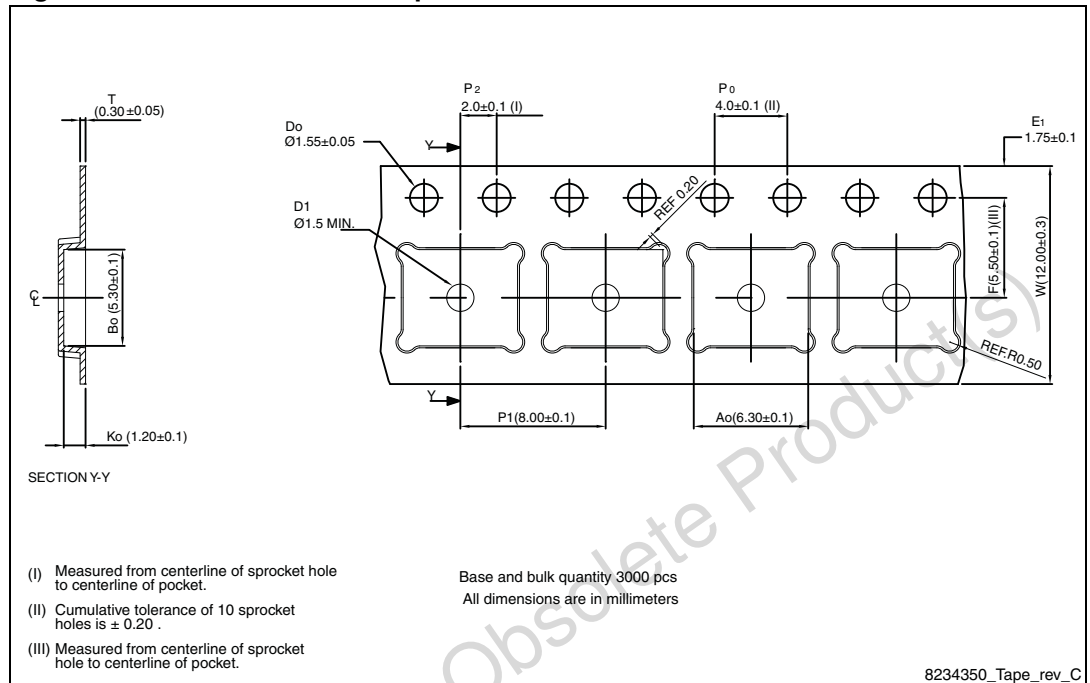 T
(0.30 ±0.05)
P2
2.0±0.1 (I)
P0
4.0±0.1 (II)
Do
Ø1.55±0.05
E1
1.75±0.1
Y
D1
Ø1.5 MIN.
REF 0.20
F(5.50±0.1)(III)
W(12.00±0.3)
Bo (5.30±0.1)
REF.R0.50
Y
P1(8.00±0.1)
Ao(6.30±0.1)
Ko (1.20±0.1)
SECTION Y-Y
(I) Measured from centerline of sprocket hole
to centerline of pocket.
(II) Cumulative tolerance of 10 sprocket
holes is ± 0.20 .
(III) Measured from centerline of sprocket
hole to centerline of pocket.
Base and bulk quantity 3000 pcs
All dimensions are in millimeters
Obsolete Product(s)
8234350_Tape_rev_C